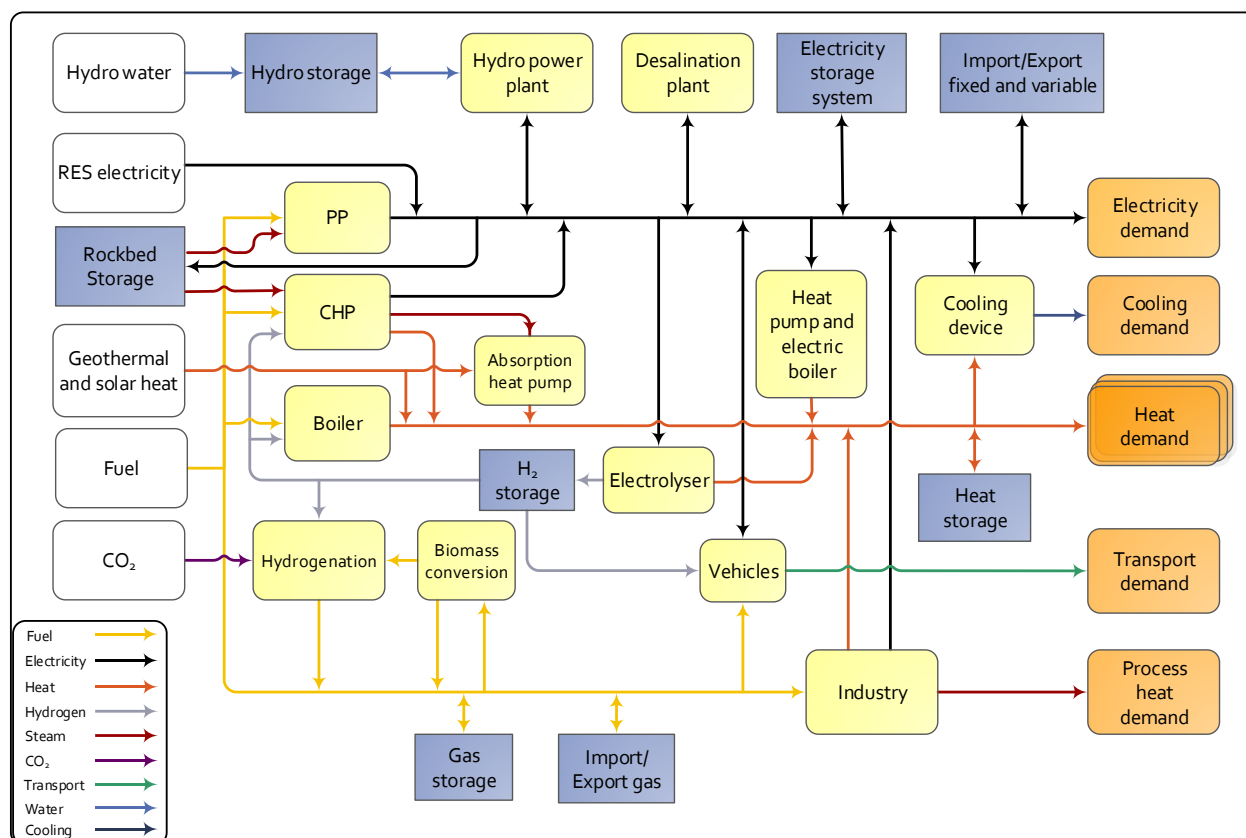 Hydro water
Hydro storage
Hydro power
plant
Desalination
plant
Electricity
storage
system
Import/Export
fixed and variable
RES electricity
PP
Electricity
demand
Rockbed
Storage
CHP
Heat
pump and
electric
boiler
Cooling
device
Cooling
demand
Geothermal
and solar heat
Absorption
heat pump
Boiler
Heat
demand
Fuel
H₂
storage
Electrolyser
Heat
storage
CO₂
Hydrogenation
Biomass
conversion
Vehicles
Transport
demand
Industry
Process
heat
demand
Gas
storage
Import/
Export gas
Fuel
Electricity
Heat
Hydrogen
Steam
CO₂
Transport
Water
Cooling